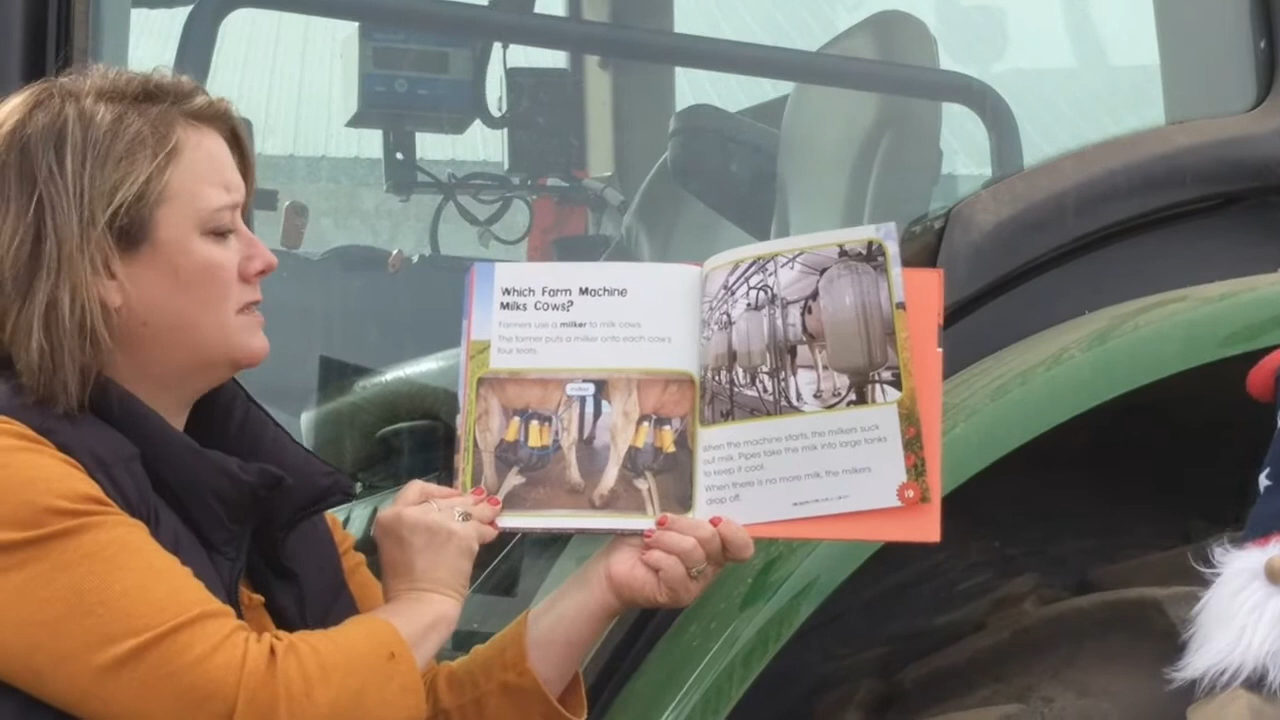 Which Farm Machine
Milks Cows?
Farmers use a milker to milk cows.
The farmer puts a milker onto each cow's
four teats.
milker
When the machine starts, the milkers suck
out milk. Pipes take the milk into large tanks
to keep it cool.
When there is no more milk, the milkers
drop off.
19